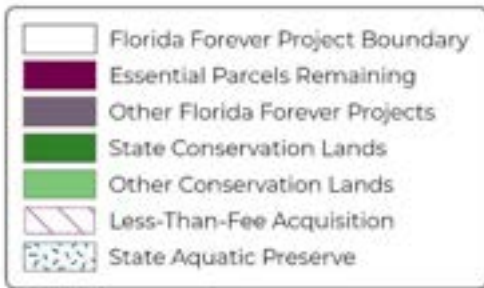 Florida Forever Project Boundary
Essential Parcels Remaining
Other Florida Forever Projects
State Conservation Lands
Other Conservation Lands
Less-Than-Fee Acquisition
State Aquatic Preserve